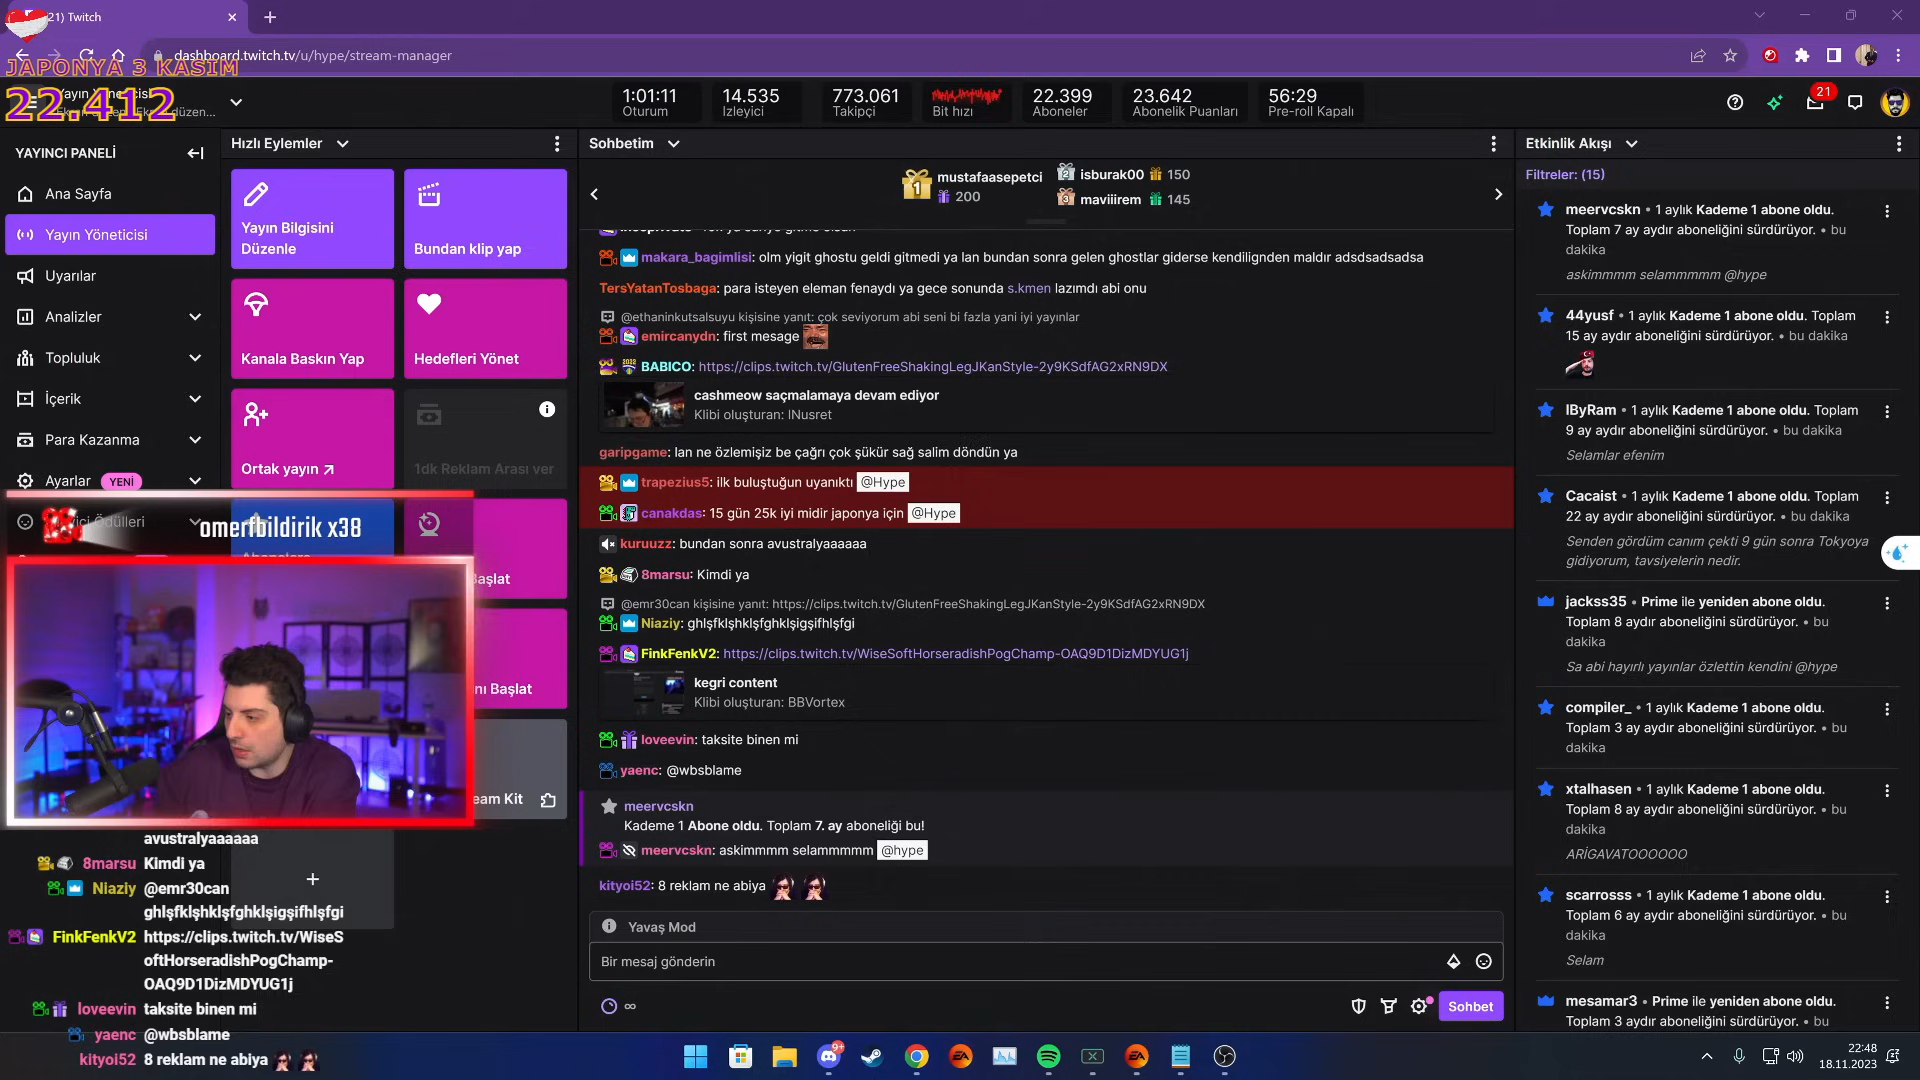 21) Twitch
dashboard.twitch.tv/u/hype/stream-manager
JAPONYA 3 KASIM
22.412
1:01:11
Oturum
14.535
İzleyici
773.061
Takipçi
Bit hızı
22.399
Aboneler
23.642
Abonelik Puanları
56:29
Pre-roll Kapalı
21
YAYINCI PANELİ
Ana Sayfa
Yayın Yöneticisi
Uyarılar
Analizler
Topluluk
İçerik
Para Kazanma
Ayarlar YENİ
Hızlı Eylemler
Yayın Bilgisini
Düzenle
Bundan klip yap
Kanala Baskın Yap
Hedefleri Yönet
Ortak yayın
1dk Reklam Arası ver
omerfbildirik x38
avustralyaaaaaa
8marsu Kimdi ya
Niaziy @emr30can
ghlşfklşhklşfghklşigşifhlşfgi
FinkFenkV2 https://clips.twitch.tv/WiseS
oftHorseradishPogChamp-
OAQ9D1DizMDYUG1j
loveevin taksite binen mi
yaenc @wbsblame
kityoi52 8 reklam ne abiya
Sohbetim
1 mustafaasepetci
200
2 isburak00 150
3 maviiirem 145
makara_bagimlisi: olm yigit ghostu geldi gitmedi ya lan bundan sonra gelen ghostlar giderse kendilignden maldır adsdsadsadsa
TersYatanTosbaga: para isteyen eleman fenaydı ya gece sonunda s.kmen lazımdı abi onu
@ethaninkutsalsuyu kişisine yanıt: çok seviyorum abi seni bi fazla yani iyi yayınlar
emircanydn: first mesage
BABICO: https://clips.twitch.tv/GlutenFreeShakingLegJKanStyle-2y9KSdfAG2xRN9DX
cashmeow saçmalamaya devam ediyor
Klibi oluşturan: INusret
garipgame: lan ne özlemişiz be çağrı çok şükür sağ salim döndün ya
trapezius5: ilk buluştuğun uyanıktı @Hype
canakdas: 15 gün 25k iyi midir japonya için @Hype
kuruuzz: bundan sonra avustralyaaaaaa
8marsu: Kimdi ya
@emr30can kişisine yanıt: https://clips.twitch.tv/GlutenFreeShakingLegJKanStyle-2y9KSdfAG2xRN9DX
Niaziy: ghlşfklşhklşfghklşigşifhlşfgi
FinkFenkV2: https://clips.twitch.tv/WiseSoftHorseradishPogChamp-OAQ9D1DizMDYUG1j
kegri content
Klibi oluşturan: BBVortex
loveevin: taksite binen mi
yaenc: @wbsblame
meervcskn
Kademe 1 Abone oldu. Toplam 7. ay aboneliği bu!
meervcskn: askimmmm selammmmm @hype
kityoi52: 8 reklam ne abiya
Yavaş Mod
Bir mesaj gönderin
Sohbet
Etkinlik Akışı
Filtreler: (15)
meervcskn • 1 aylık Kademe 1 abone oldu.
Toplam 7 ay aydır aboneliğini sürdürüyor. • bu
dakika
askimmmm selammmmm @hype
44yusf • 1 aylık Kademe 1 abone oldu. Toplam
15 ay aydır aboneliğini sürdürüyor. • bu dakika
IByRam • 1 aylık Kademe 1 abone oldu. Toplam
9 ay aydır aboneliğini sürdürüyor. • bu dakika
Selamlar efenim
Cacaist • 1 aylık Kademe 1 abone oldu. Toplam
22 ay aydır aboneliğini sürdürüyor. • bu dakika
Senden gördüm canım çekti 9 gün sonra Tokyoya
gidiyorum, tavsiyelerin nedir.
jackss35 • Prime ile yeniden abone oldu.
Toplam 8 aydır aboneliğini sürdürüyor. • bu
dakika
Sa abi hayırlı yayınlar özlettin kendini @hype
compiler_ • 1 aylık Kademe 1 abone oldu.
Toplam 3 ay aydır aboneliğini sürdürüyor. • bu
dakika
xtalhasen • 1 aylık Kademe 1 abone oldu.
Toplam 8 ay aydır aboneliğini sürdürüyor. • bu
dakika
ARİGAVATOOOOOO
scarrosss • 1 aylık Kademe 1 abone oldu.
Toplam 6 ay aydır aboneliğini sürdürüyor. • bu
dakika
Selam
mesamar3 • Prime ile yeniden abone oldu.
Toplam 3 aydır aboneliğini sürdürüyor. • bu
22:48
18.11.2023